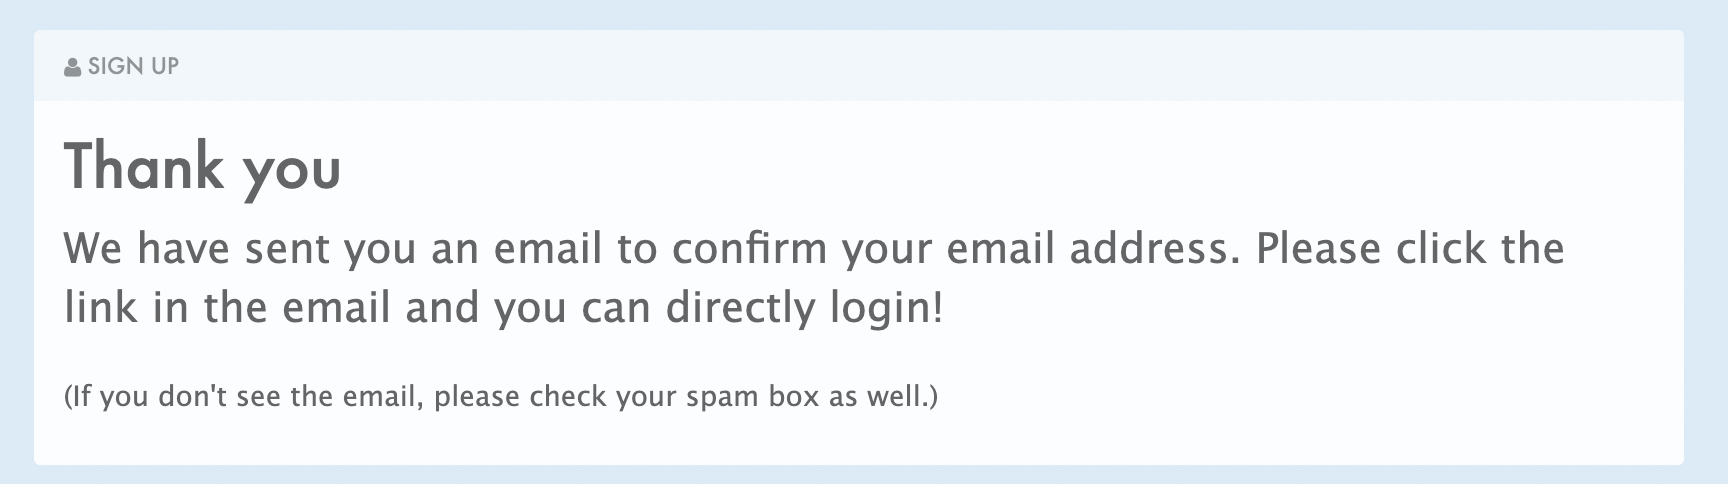 SIGN UP
Thank you
We have sent you an email to confirm your email address. Please click the
link in the email and you can directly login!
(If you don't see the email, please check your spam box as well.)